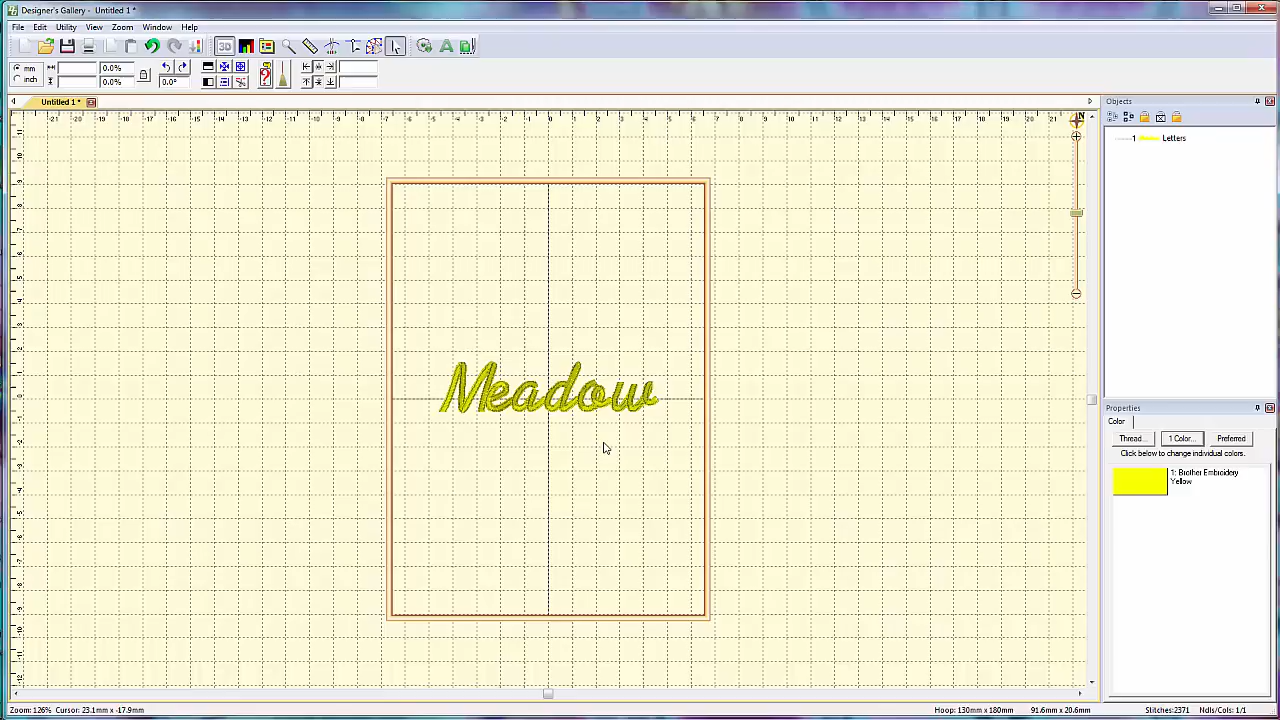 Designer's Gallery - Untitled 1 *
File Edit Utility View Zoom Window Help
3D
mm 0.0%
inch 0.0% 0.0°
Untitled 1 *
Objects
N
1 Letters
Meadow
Properties
Color
Thread... 1 Color... Preferred
Click below to change individual colors.
1: Brother Embroidery
Yellow
Zoom: 126% Cursor: 23.1mm x -17.9mm Hoop: 130mm x 180mm 91.6mm x 20.6mm Stitches:2371 Ndls/Cols: 1/1